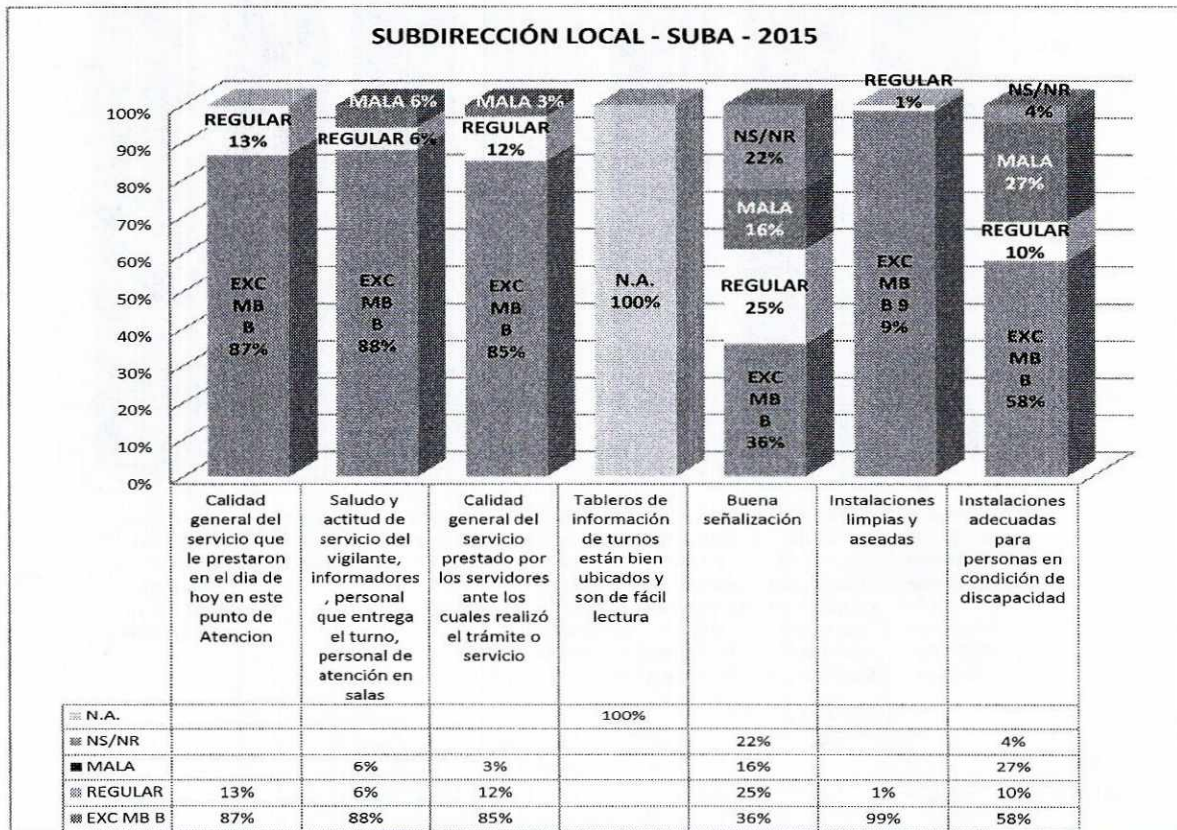 SUBDIRECCIÓN LOCAL - SUBA - 2015
100%
90%
80%
70%
60%
50%
40%
30%
20%
10%
0%
REGULAR
13%
EXC
MB
B
87%
MALA 6%
REGULAR 6%
EXC
MB
B
88%
MALA 3%
REGULAR
12%
EXC
MB
B
85%
N.A.
100%
NS/NR
22%
MALA
16%
REGULAR
25%
EXC
MB
B
36%
REGULAR
1%
EXC
MB
B 9
9%
NS/NR
4%
MALA
27%
REGULAR
10%
EXC
MB
B
58%
Calidad
general del
servicio que
le prestaron
en el dia de
hoy en este
punto de
Atencion
Saludo y
actitud de
servicio del
vigilante,
informadores
, personal
que entrega
el turno,
personal de
atención en
salas
Calidad
general del
servicio
prestado por
los servidores
ante los
cuales realizó
el trámite o
servicio
Tableros de
información
de turnos
están bien
ubicados y
son de fácil
lectura
Buena
señalización
Instalaciones
limpias y
aseadas
Instalaciones
adecuadas
para
personas en
condición de
discapacidad
N.A. 100%
NS/NR 22% 4%
MALA 6% 3% 16% 27%
REGULAR 13% 6% 12% 25% 1% 10%
EXC MB B 87% 88% 85% 36% 99% 58%